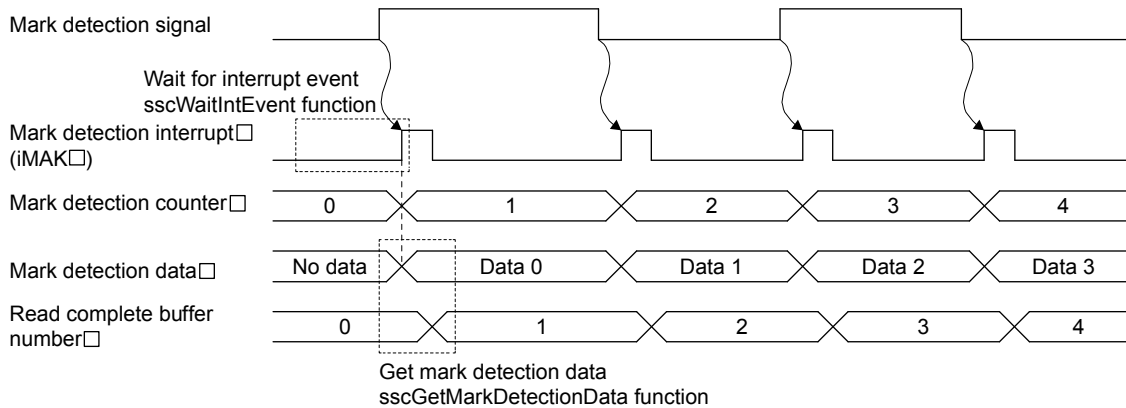 Mark detection signal
Wait for interrupt event
sscWaitIntEvent function
Mark detection interrupt□
(iMAK□)
Mark detection counter□
0 1 2 3 4
Mark detection data□
No data Data 0 Data 1 Data 2 Data 3
Read complete buffer
number□
0 1 2 3 4
Get mark detection data
sscGetMarkDetectionData function